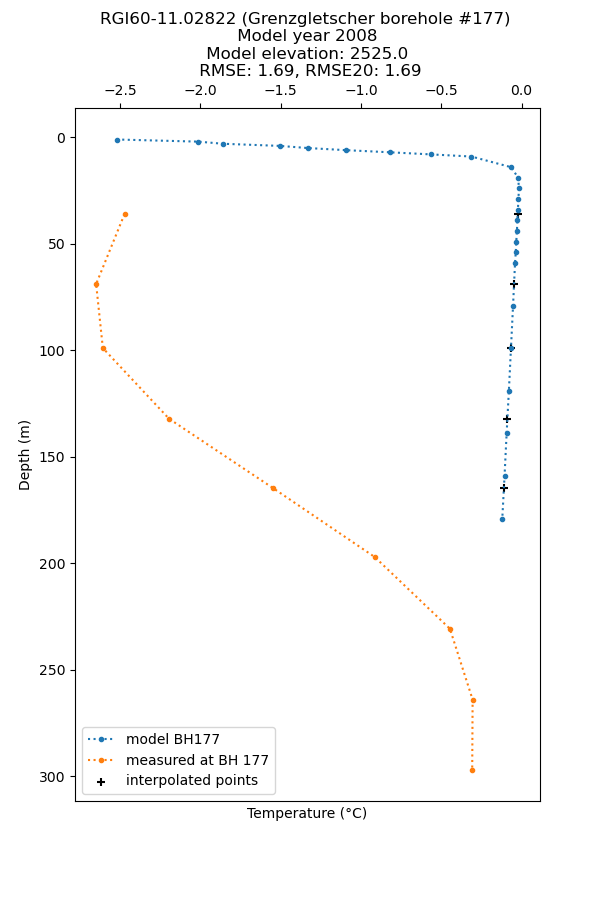 RGI60-11.02822 (Grenzgletscher borehole #177)
Model year 2008
Model elevation: 2525.0
RMSE: 1.69, RMSE20: 1.69
−2.5 −2.0 −1.5 −1.0 −0.5 0.0
0
50
100
150
200
250
300
Depth (m)
model BH177
measured at BH 177
interpolated points
Temperature (°C)